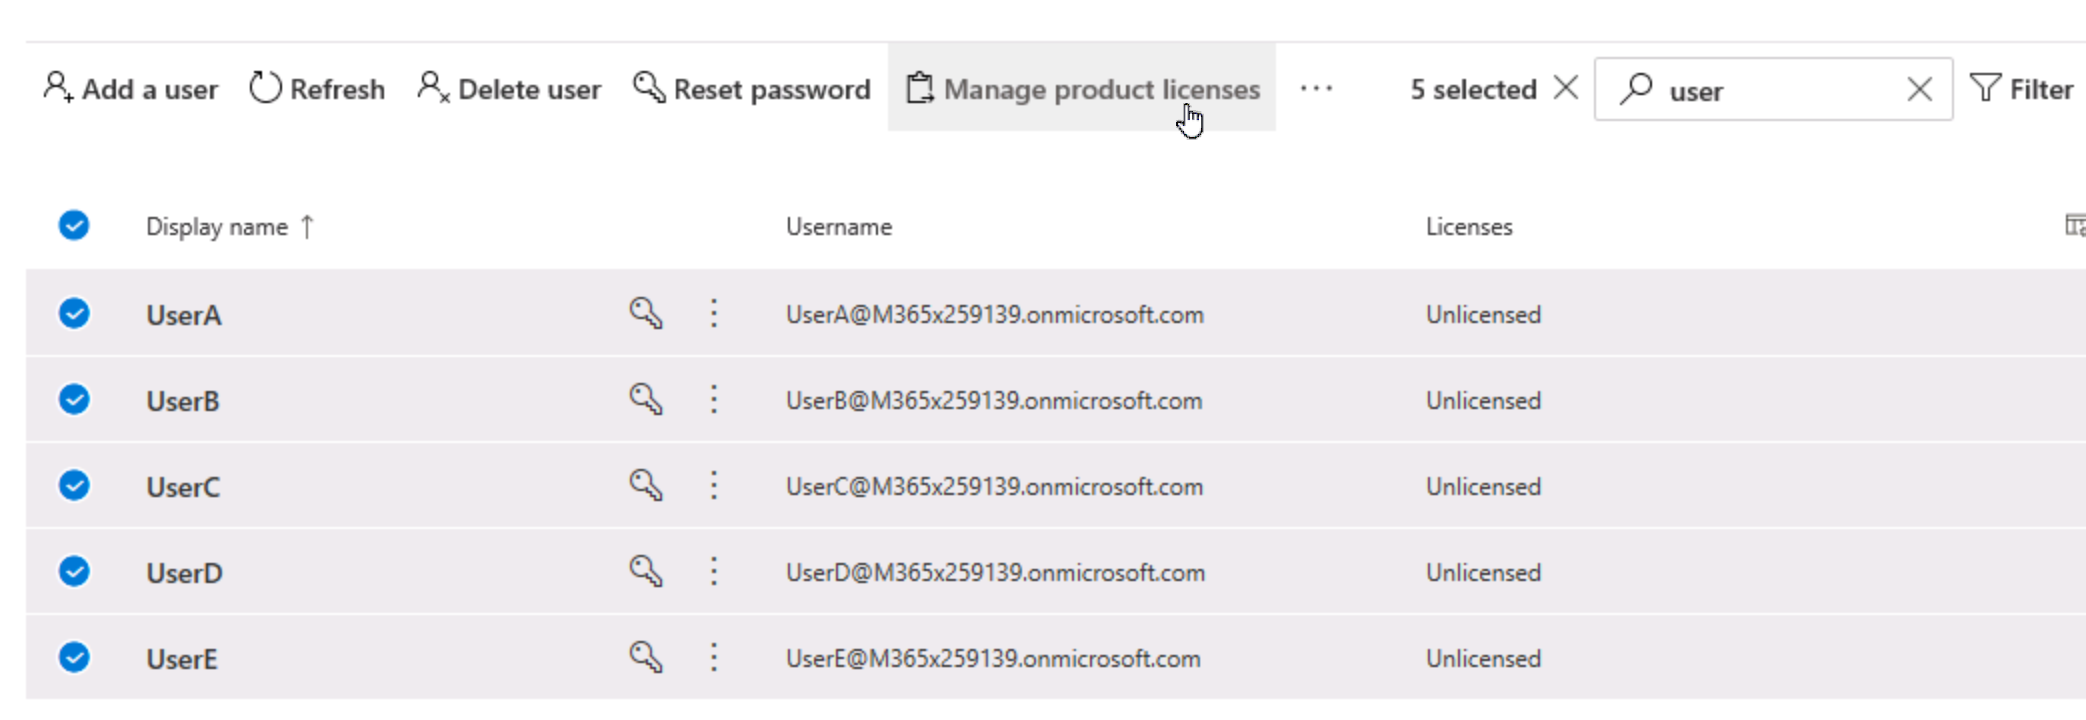 Add a user Refresh Delete user Reset password Manage product licenses ... 5 selected user Filter
Display name ↑ Username Licenses
UserA UserA@M365x259139.onmicrosoft.com Unlicensed
UserB UserB@M365x259139.onmicrosoft.com Unlicensed
UserC UserC@M365x259139.onmicrosoft.com Unlicensed
UserD UserD@M365x259139.onmicrosoft.com Unlicensed
UserE UserE@M365x259139.onmicrosoft.com Unlicensed